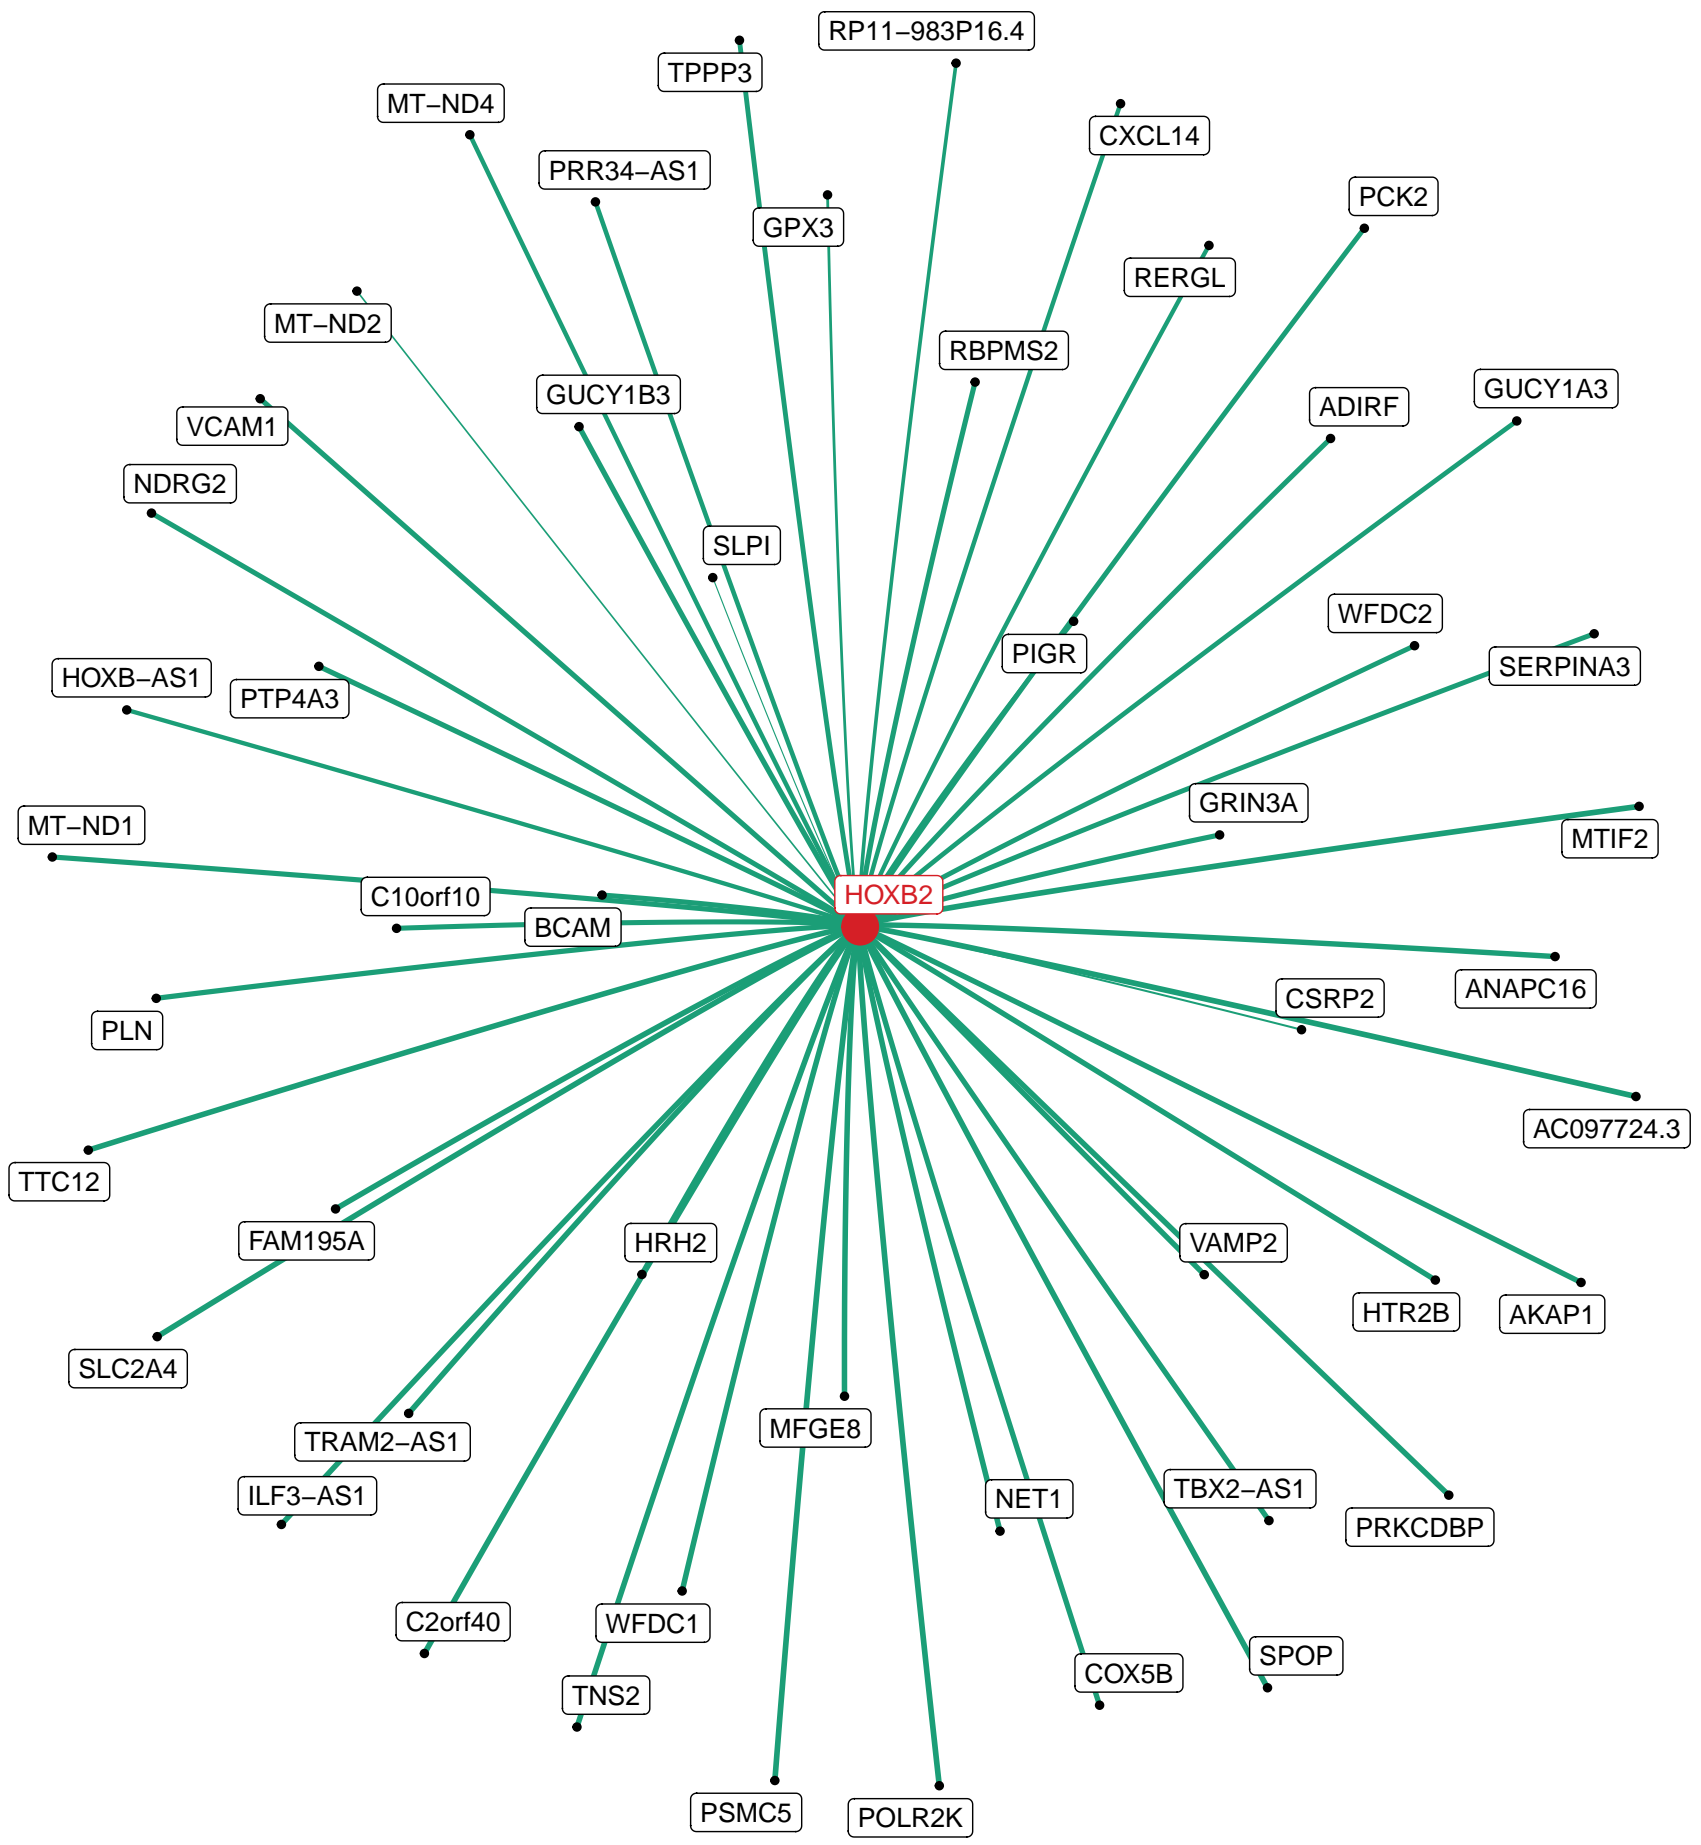 RP11−983P16.4
TPPP3
MT−ND4
CXCL14
PRR34−AS1
PCK2
GPX3
RERGL
MT−ND2
RBPMS2
GUCY1A3
GUCY1B3
ADIRF
VCAM1
NDRG2
SLPI
WFDC2
PIGR
SERPINA3
HOXB−AS1
PTP4A3
GRIN3A
MT−ND1
MTIF2
HOXB2
C10orf10
BCAM
ANAPC16
CSRP2
PLN
AC097724.3
TTC12
FAM195A
HRH2
VAMP2
HTR2B
AKAP1
SLC2A4
MFGE8
TRAM2−AS1
TBX2−AS1
ILF3−AS1
NET1
PRKCDBP
C2orf40
WFDC1
SPOP
COX5B
TNS2
PSMC5
POLR2K